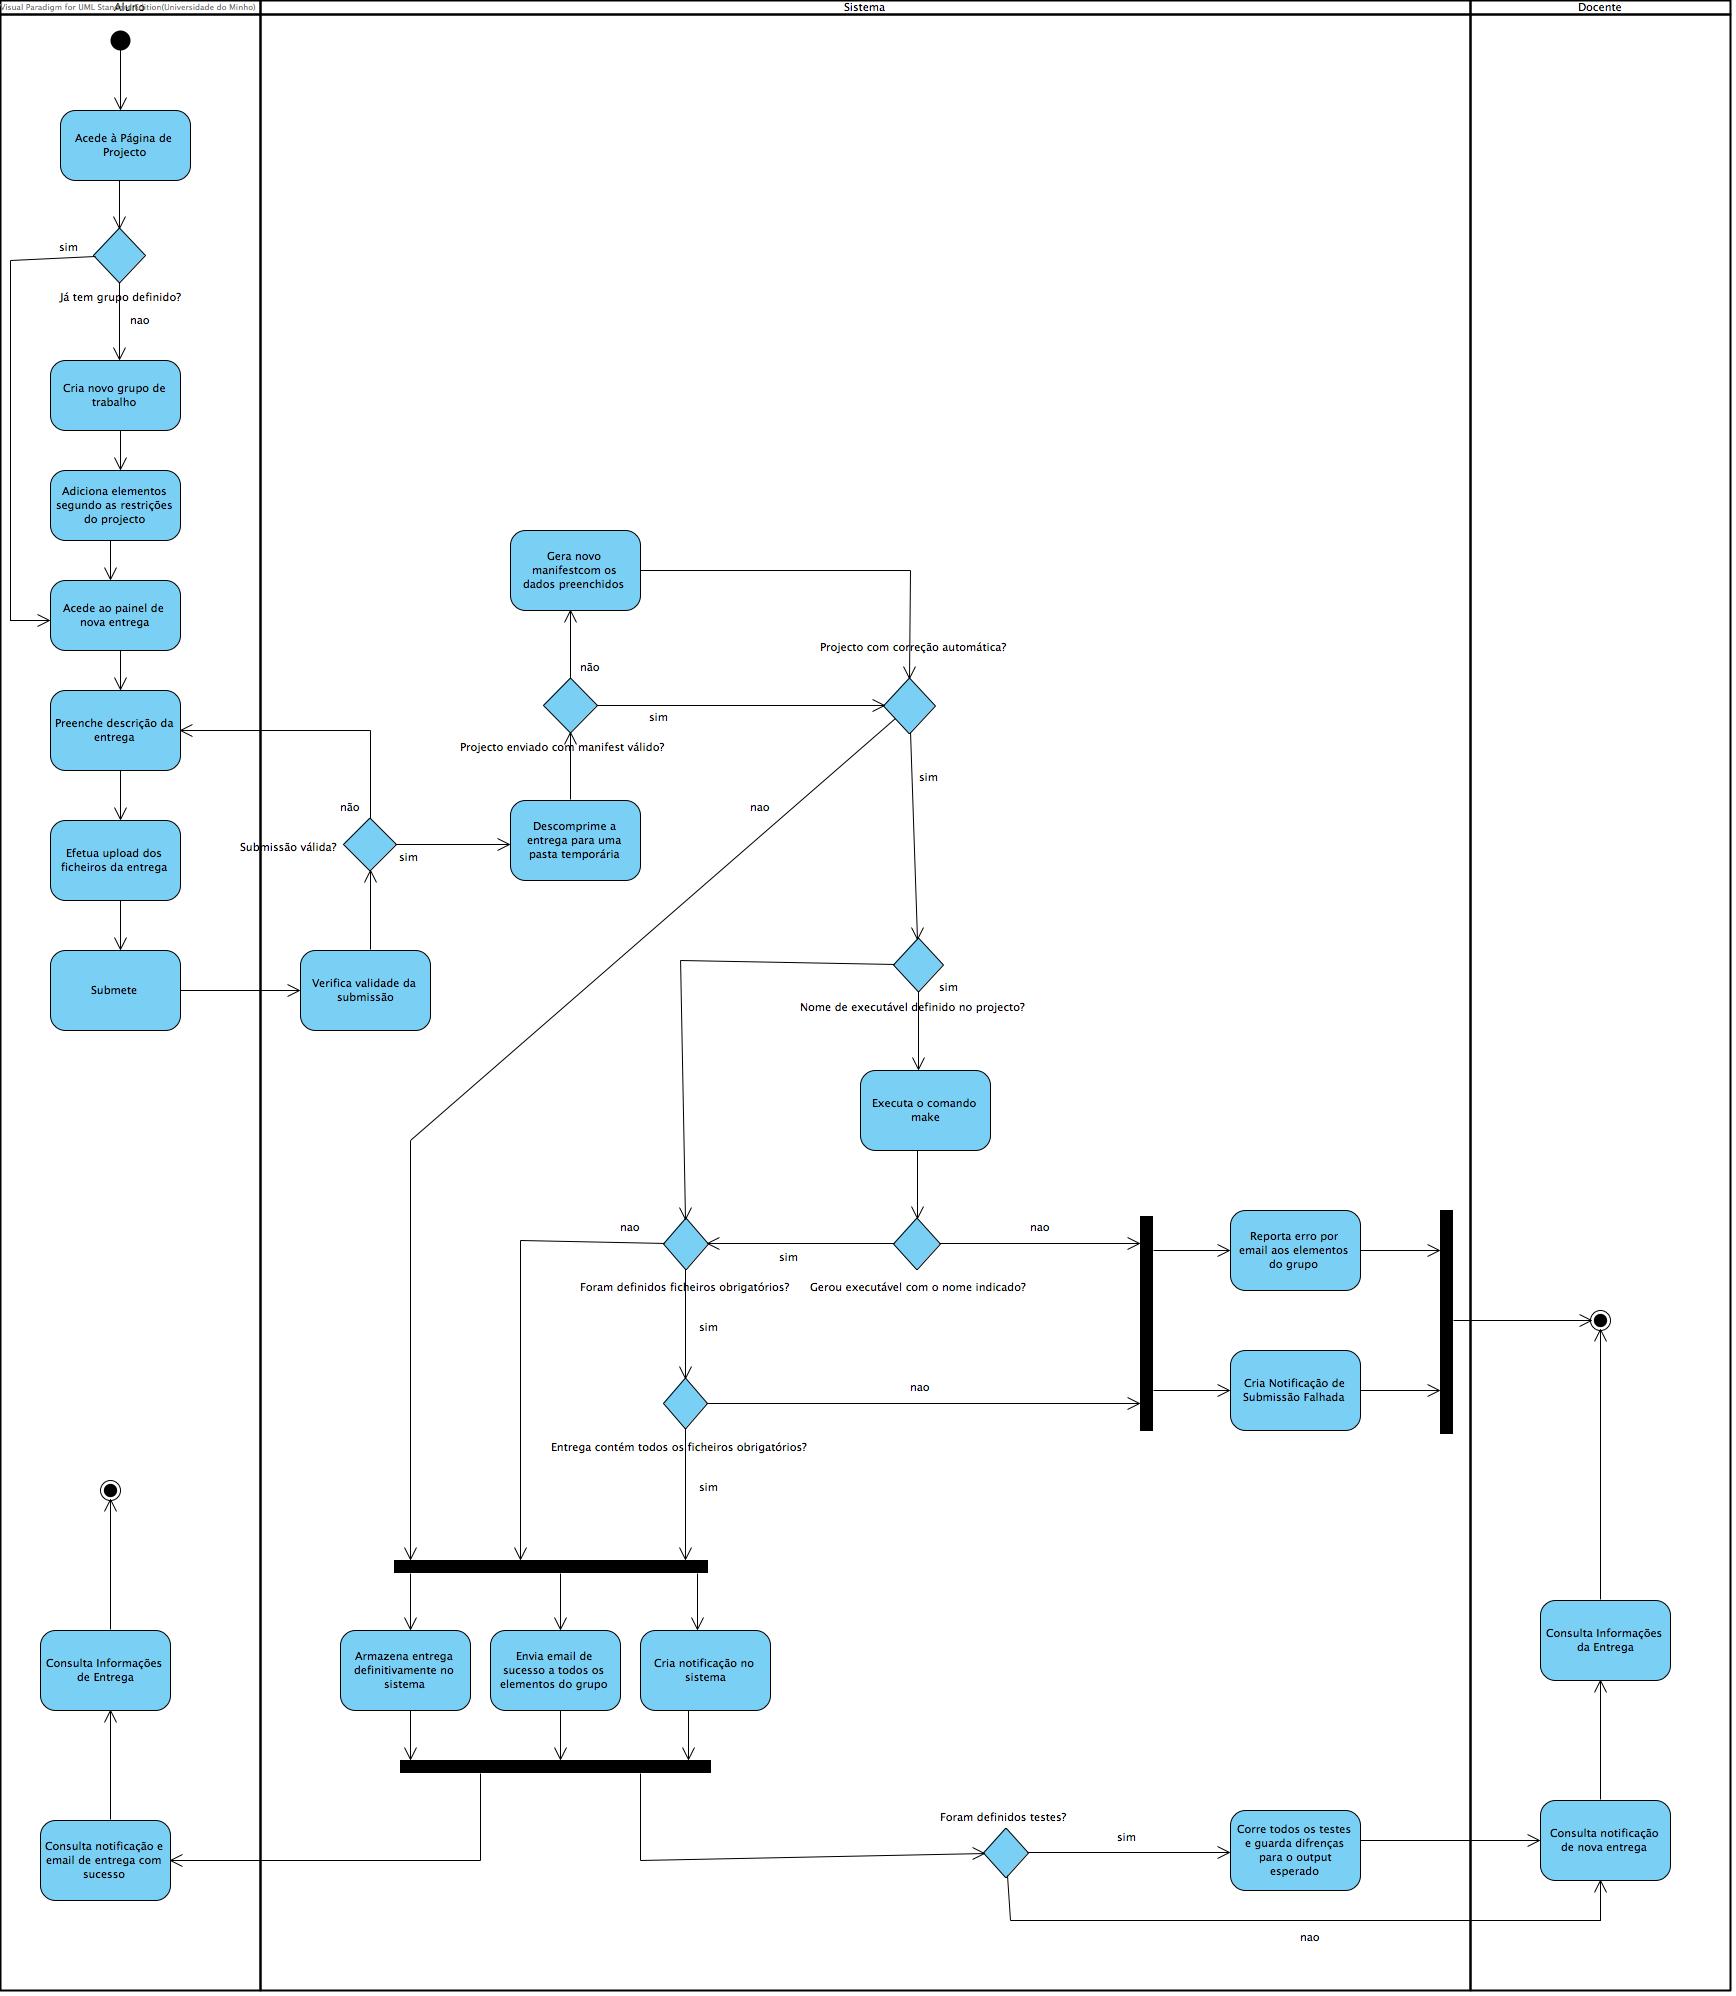 Visual Paradigm for UML Standard Edition(Universidade do Minho)
Aluno
Sistema
Docente
Acede à Página de
Projecto
sim
Já tem grupo definido?
nao
Cria novo grupo de
trabalho
Adiciona elementos
segundo as restrições
do projecto
Acede ao painel de
nova entrega
Preenche descrição da
entrega
Efetua upload dos
ficheiros da entrega
Submete
Verifica validade da
submissão
Submissão válida?
não
sim
Descomprime a
entrega para uma
pasta temporária
Projecto enviado com manifest válido?
não
sim
Gera novo
manifestcom os
dados preenchidos
Projecto com correção automática?
nao
sim
sim
Nome de executável definido no projecto?
Executa o comando
make
nao
sim
nao
Foram definidos ficheiros obrigatórios?
Gerou executável com o nome indicado?
sim
nao
Entrega contém todos os ficheiros obrigatórios?
sim
Reporta erro por
email aos elementos
do grupo
Cria Notificação de
Submissão Falhada
Armazena entrega
definitivamente no
sistema
Envia email de
sucesso a todos os
elementos do grupo
Cria notificação no
sistema
Consulta Informações
de Entrega
Consulta notificação e
email de entrega com
sucesso
Foram definidos testes?
sim
nao
Corre todos os testes
e guarda difrenças
para o output
esperado
Consulta Informações
da Entrega
Consulta notificação
de nova entrega